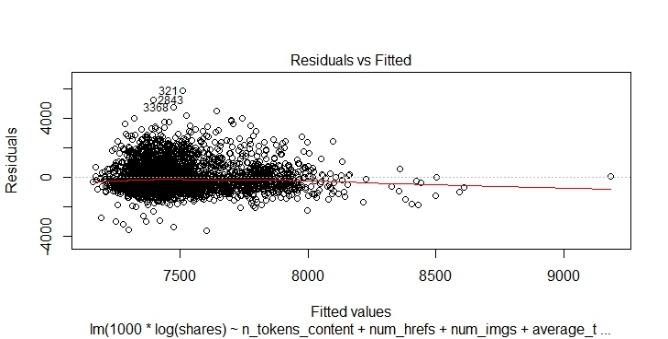 Residuals vs Fitted
Residuals
4000
0
-4000
321
2843
3368
7500 8000 8500 9000
Fitted values
lm(1000 * log(shares) ~ n_tokens_content + num_hrefs + num_imgs + average_t ...